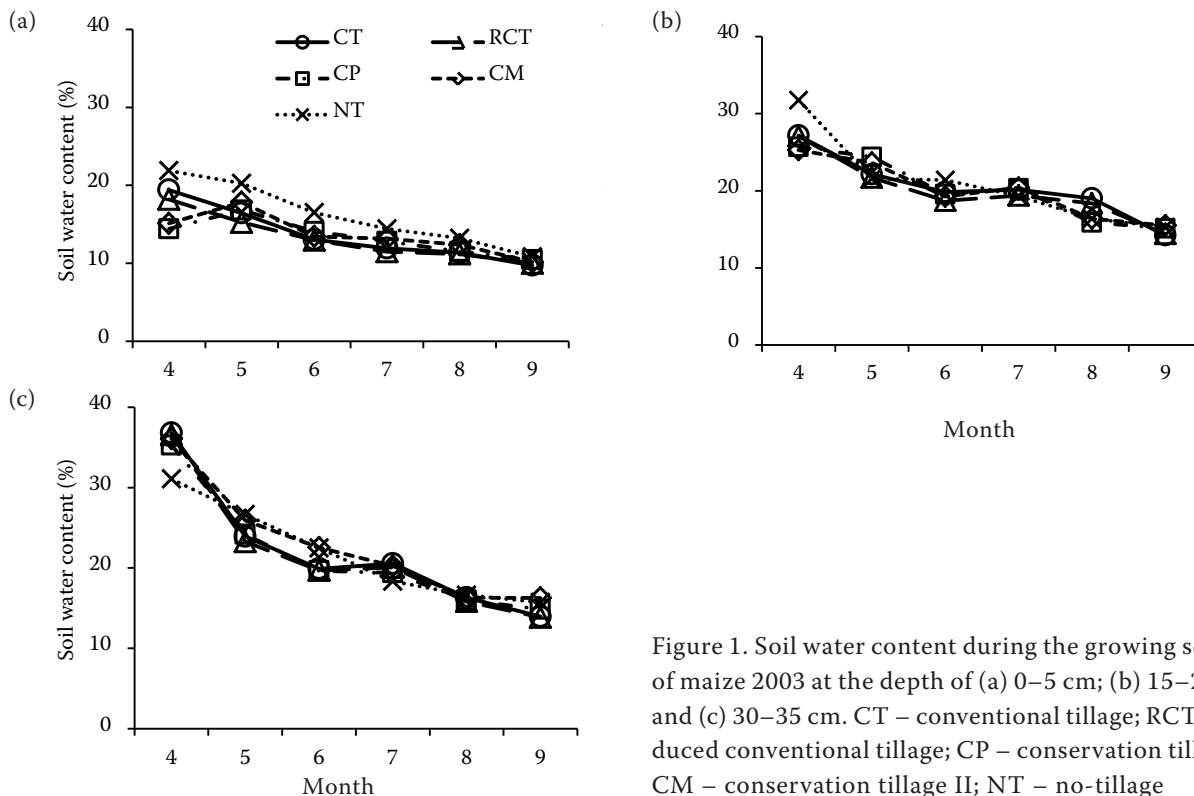 (a)
40
30
20
10
0
Soil water content (%)
CT
RCT
CP
CM
NT
4 5 6 7 8 9
(b)
40
30
20
10
0
4 5 6 7 8 9
Month
(c)
40
30
20
10
0
Soil water content (%)
4 5 6 7 8 9
Month
Figure 1. Soil water content during the growing
of maize 2003 at the depth of (a) 0–5 cm; (b)
and (c) 30–35 cm. CT – conventional tillage; RCT
duced conventional tillage; CP – conservation
CM – conservation tillage II; NT – no-tillage